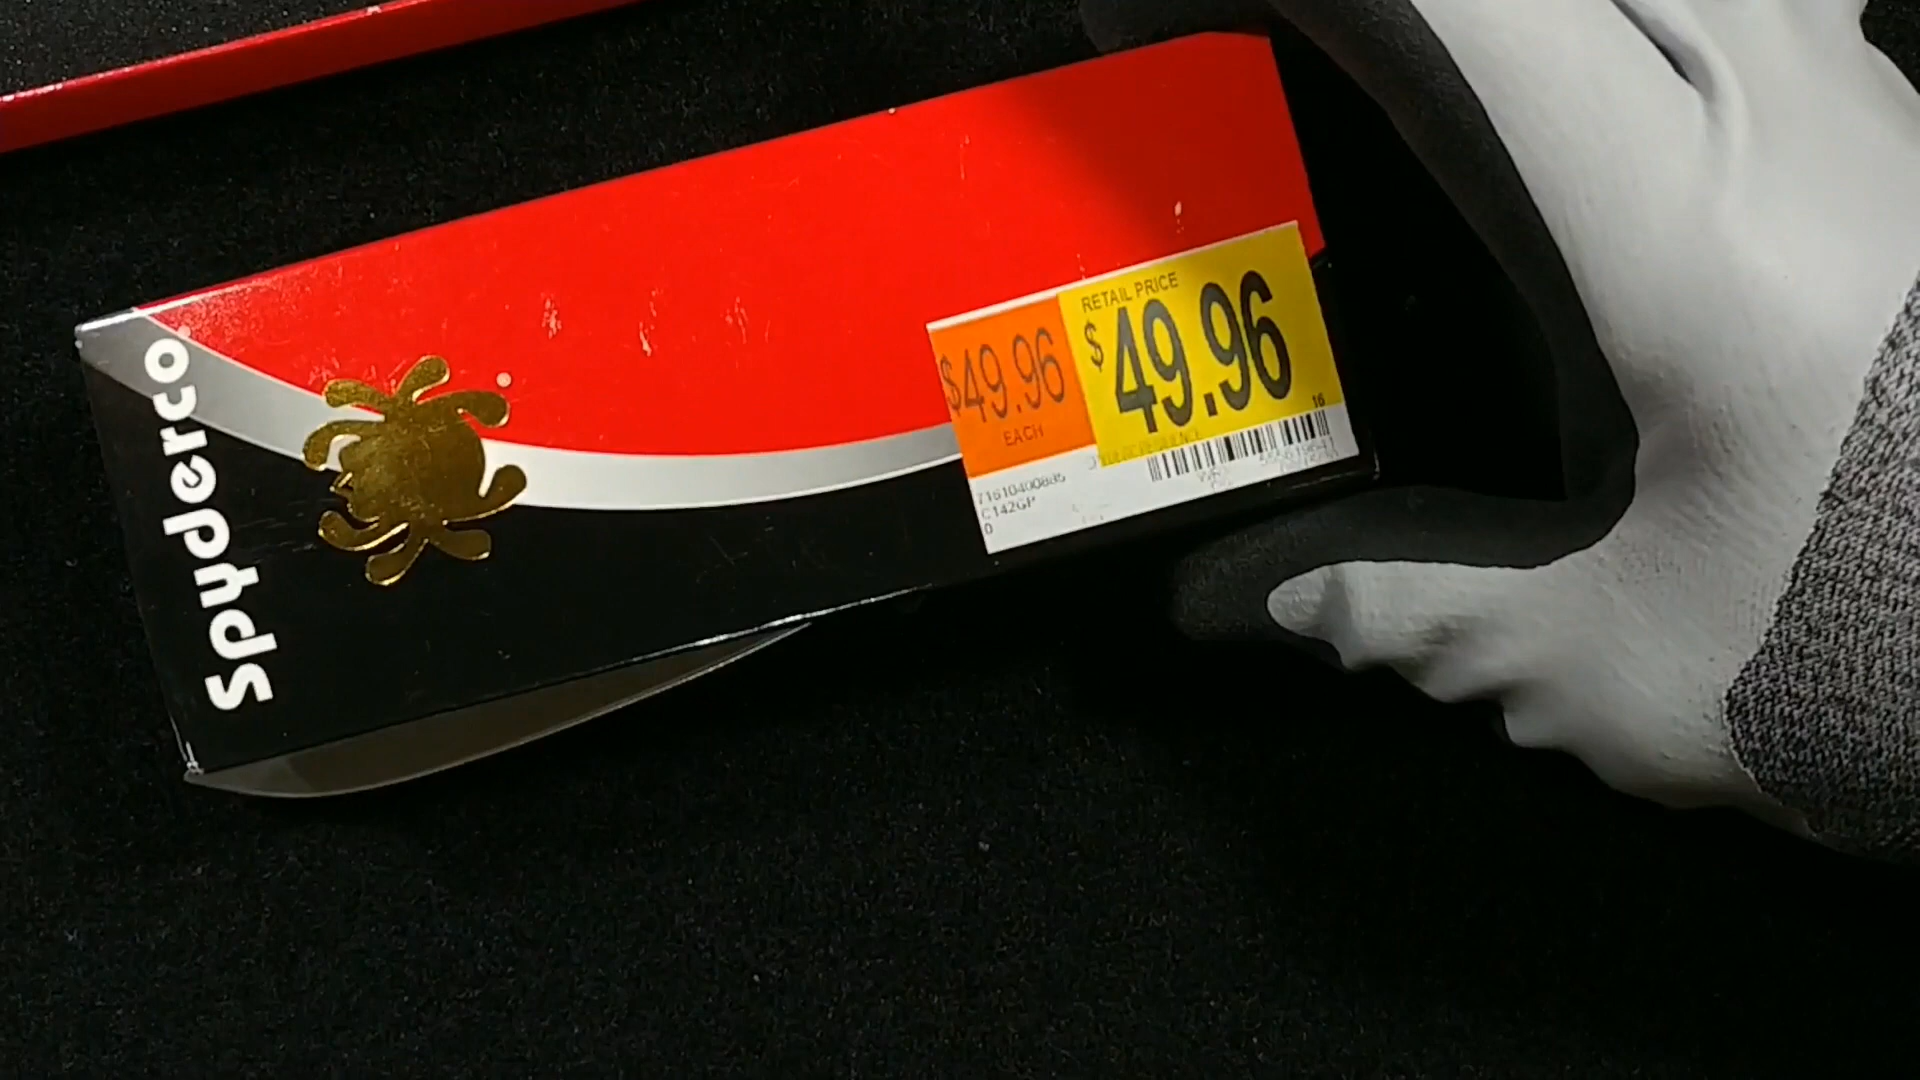 spyderco
RETAIL PRICE
$49.96
EACH
$49.96
16
C142GP
0